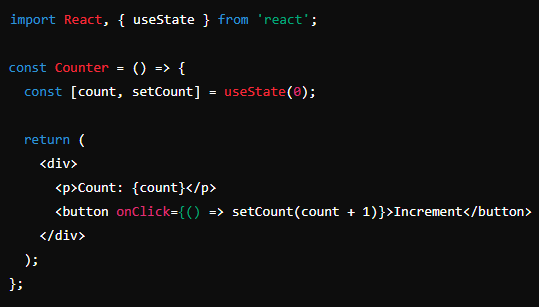 import React, { useState } from 'react';

const Counter = () => {
  const [count, setCount] = useState(0);

  return (
    <div>
      <p>Count: {count}</p>
      <button onClick={() => setCount(count + 1)}>Increment</button>
    </div>
  );
};